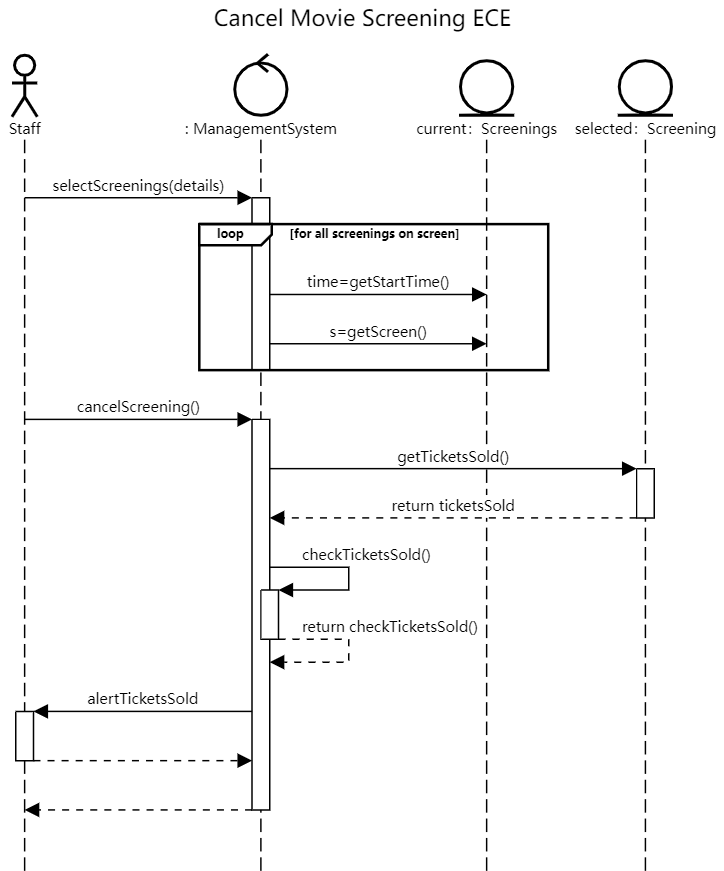 Cancel Movie Screening ECE
Staff
: ManagementSystem
current: Screenings
selected: Screening
selectScreenings(details)
loop
[for all screenings on screen]
time=getStartTime()
s=getScreen()
cancelScreening()
getTicketsSold()
return ticketsSold
checkTicketsSold()
return checkTicketsSold()
alertTicketsSold